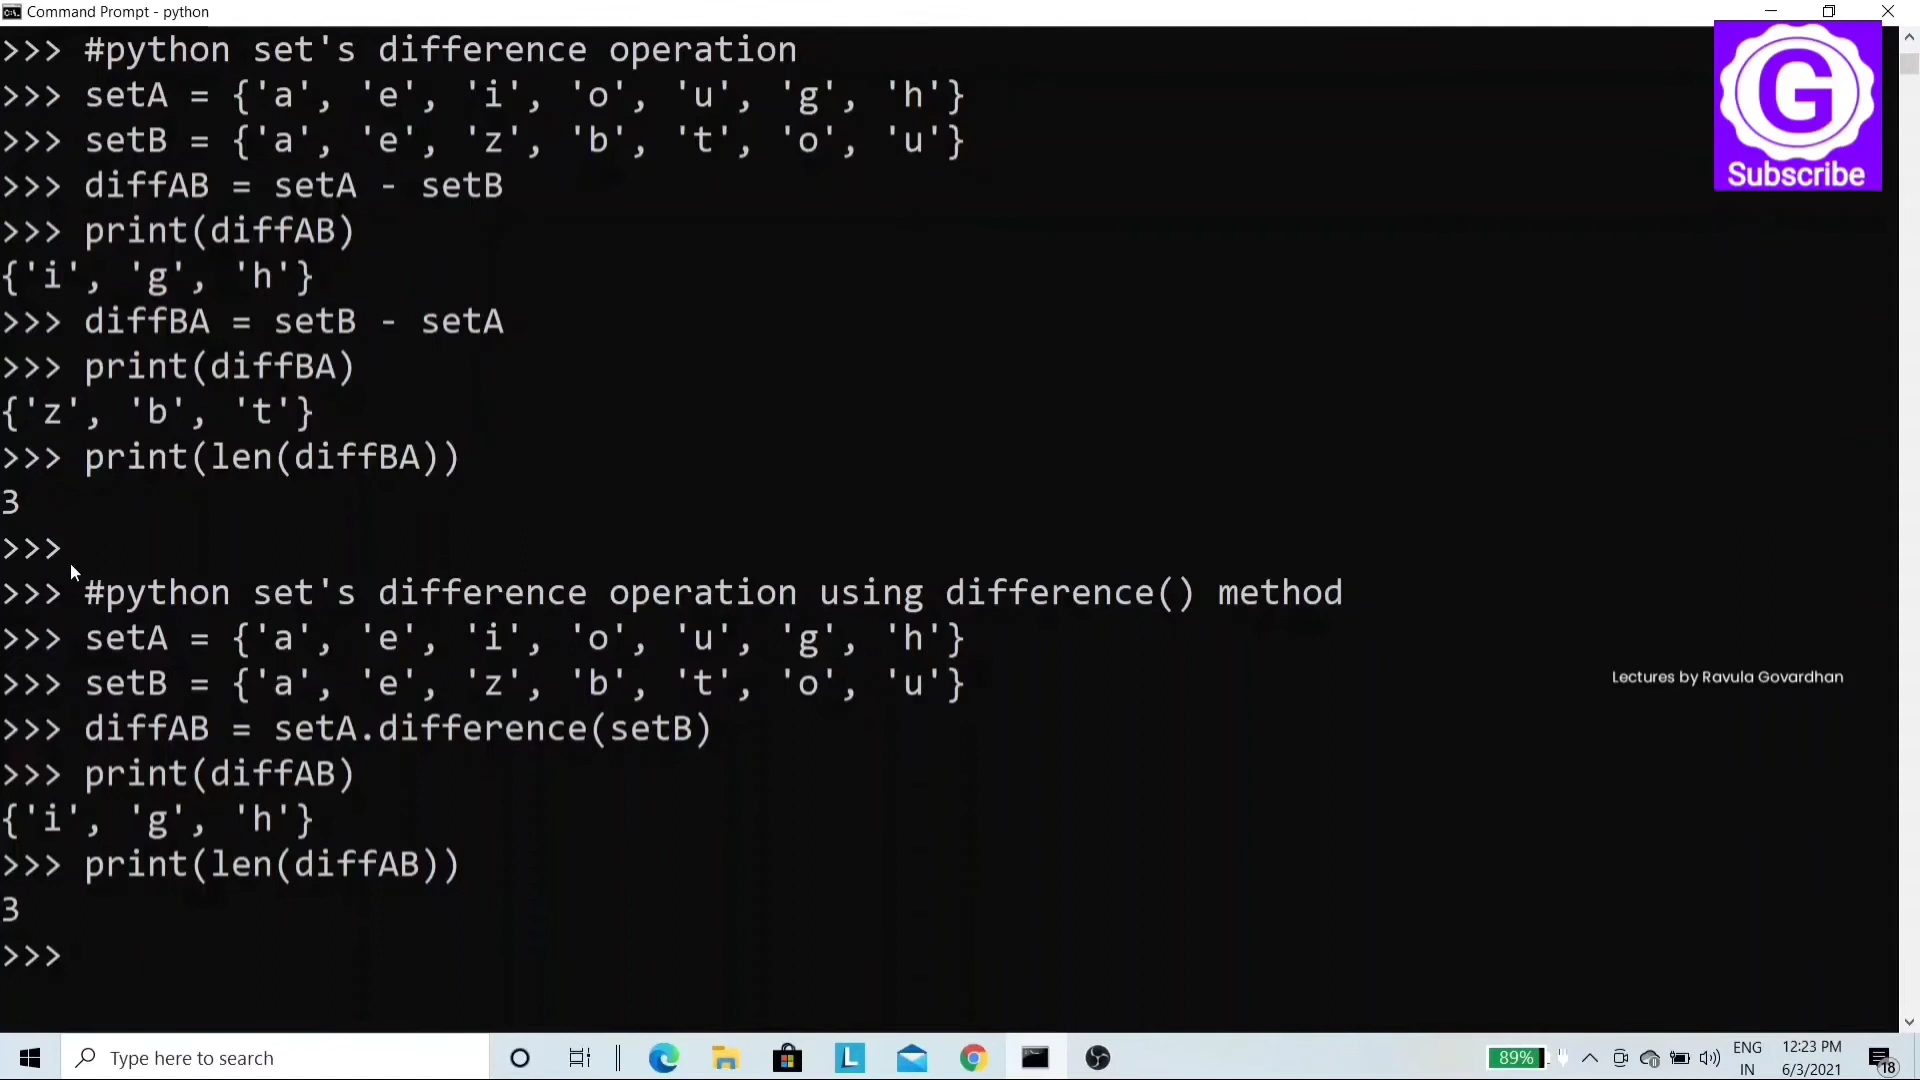 Command Prompt - python
>>> #python set's difference operation
>>> setA = {'a', 'e', 'i', 'o', 'u', 'g', 'h'}
>>> setB = {'a', 'e', 'z', 'b', 't', 'o', 'u'}
>>> diffAB = setA - setB
>>> print(diffAB)
{'i', 'g', 'h'}
>>> diffBA = setB - setA
>>> print(diffBA)
{'z', 'b', 't'}
>>> print(len(diffBA))
3
>>>
>>> #python set's difference operation using difference() method
>>> setA = {'a', 'e', 'i', 'o', 'u', 'g', 'h'}
>>> setB = {'a', 'e', 'z', 'b', 't', 'o', 'u'}
>>> diffAB = setA.difference(setB)
>>> print(diffAB)
{'i', 'g', 'h'}
>>> print(len(diffAB))
3
>>>
G
Subscribe
Lectures by Ravula Govardhan
Type here to search
L
89%
ENG
IN
12:23 PM
6/3/2021
18